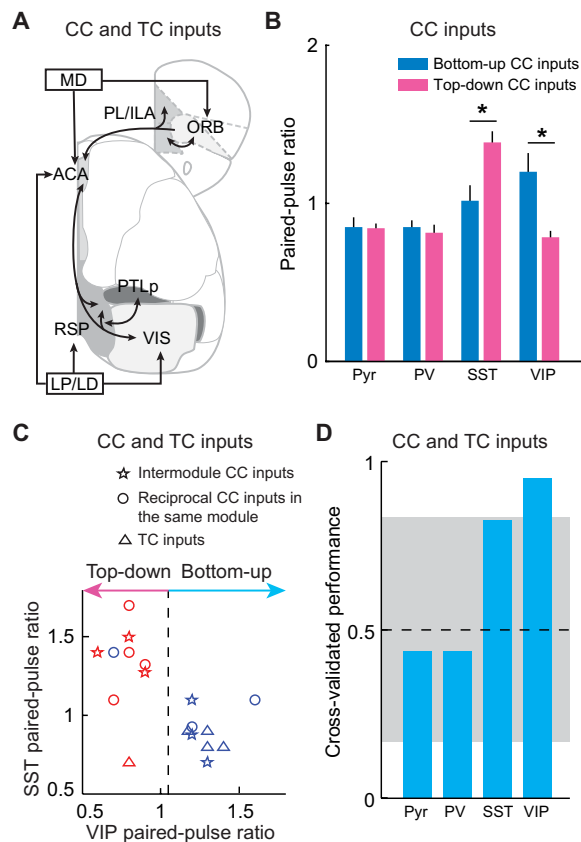 A
CC and TC inputs
MD
PL/ILA
ORB
ACA
PTLp
RSP
VIS
LP/LD
B
CC inputs
Paired-pulse ratio
2
1
0
Bottom-up CC inputs
Top-down CC inputs
*
*
Pyr
PV
SST
VIP
C
CC and TC inputs
Intermodule CC inputs
Reciprocal CC inputs in
the same module
TC inputs
Top-down
Bottom-up
SST paired-pulse ratio
1.5
1
0.5
0.5
1
1.5
VIP paired-pulse ratio
D
CC and TC inputs
Cross-validated performance
1
0.5
0
Pyr
PV
SST
VIP